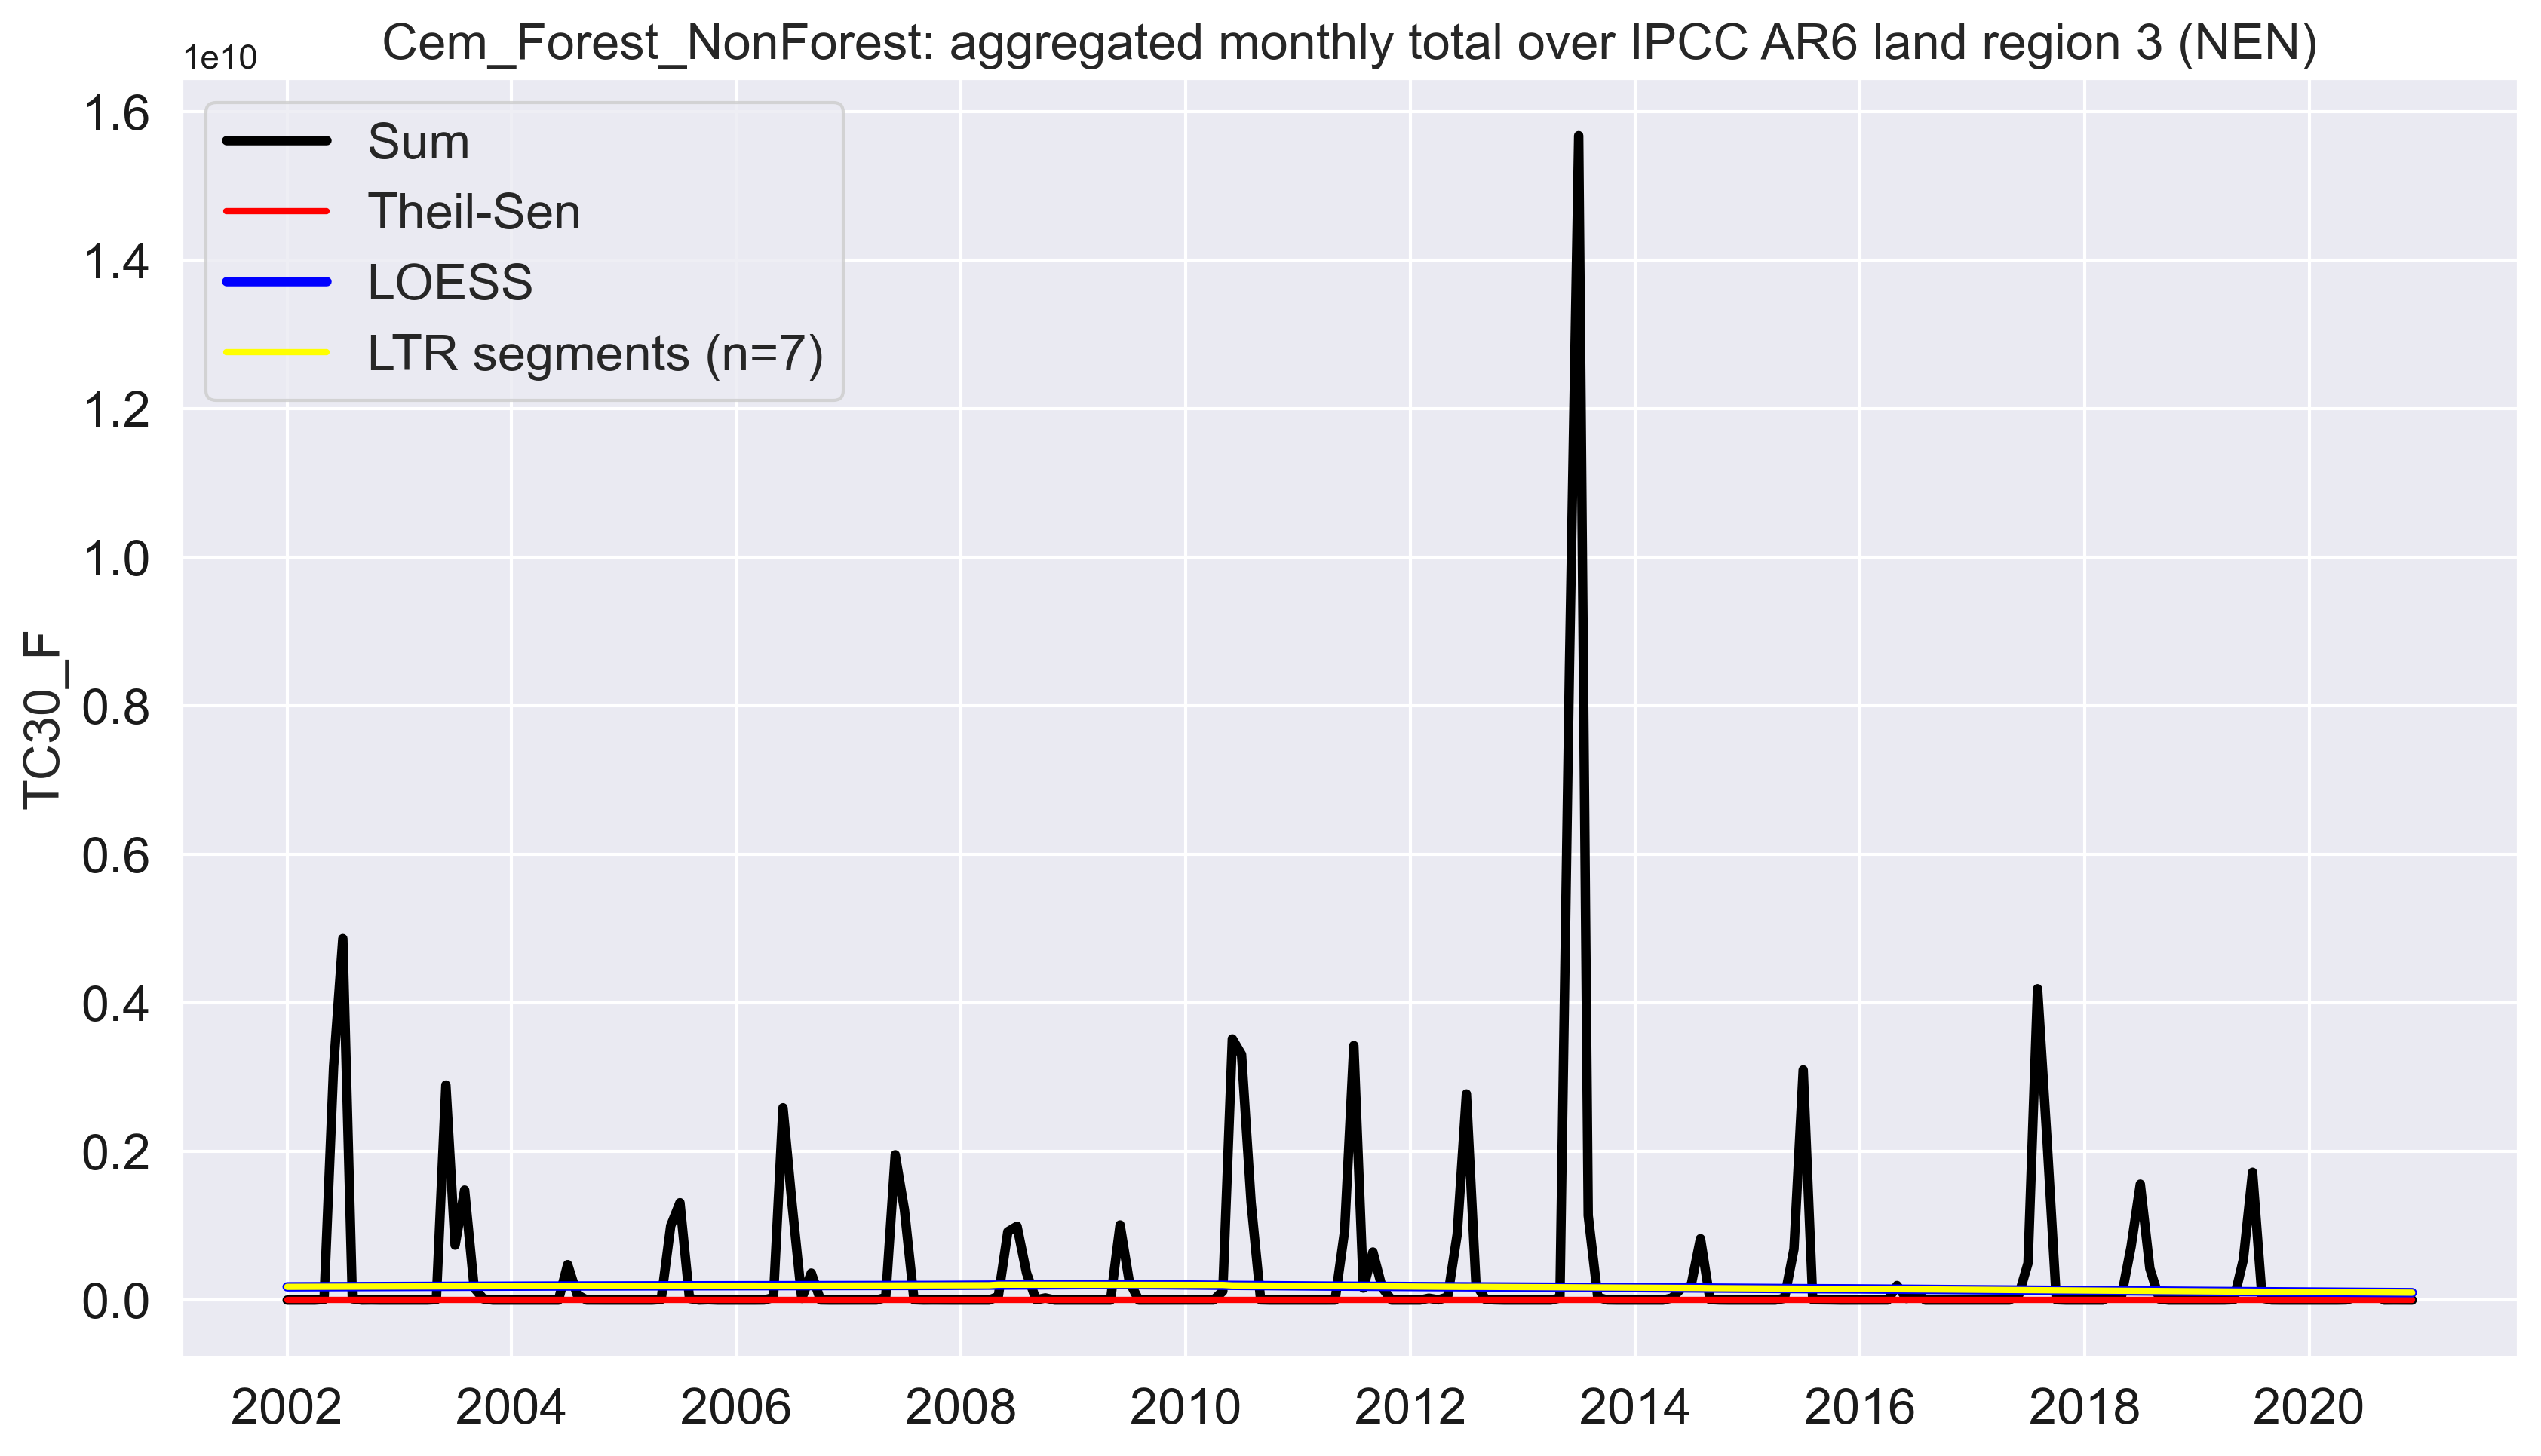 Cem_Forest_NonForest: aggregated monthly total over IPCC AR6 land region 3 (NEN)
1e10
1.6
1.4
1.2
1.0
0.8
0.6
0.4
0.2
0.0
TC30_F
Sum
Theil-Sen
LOESS
LTR segments (n=7)
2002 2004 2006 2008 2010 2012 2014 2016 2018 2020